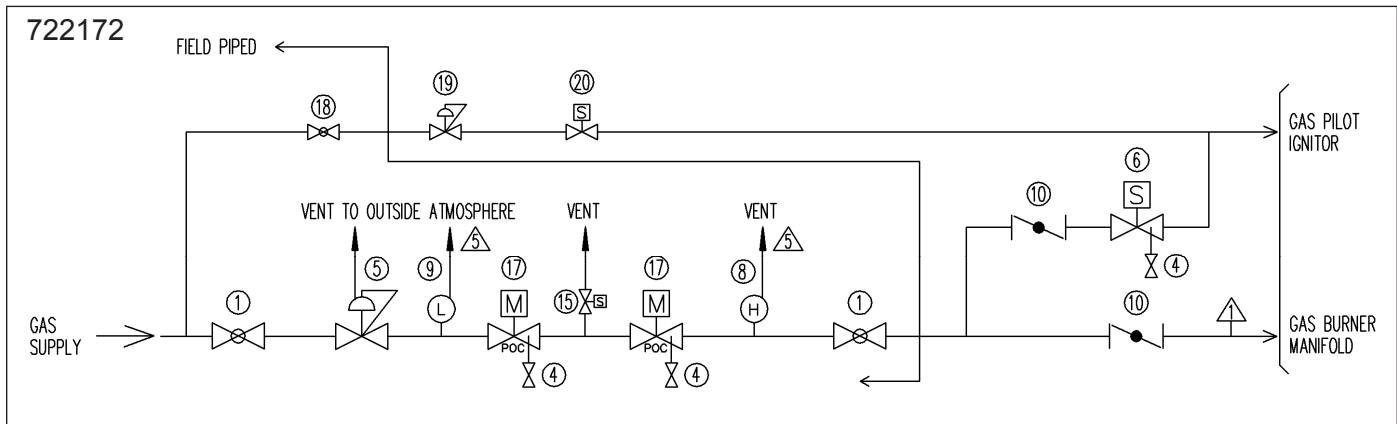 722172
FIELD PIPED
19
20
18
S
GAS PILOT
IGNITOR
6
10
S
VENT TO OUTSIDE ATMOSPHERE
VENT
VENT
5
5
5
9
17
17
8
4
1
L
M
15
S
M
H
1
10
1
GAS
SUPPLY
POC
POC
GAS BURNER
MANIFOLD
4
4